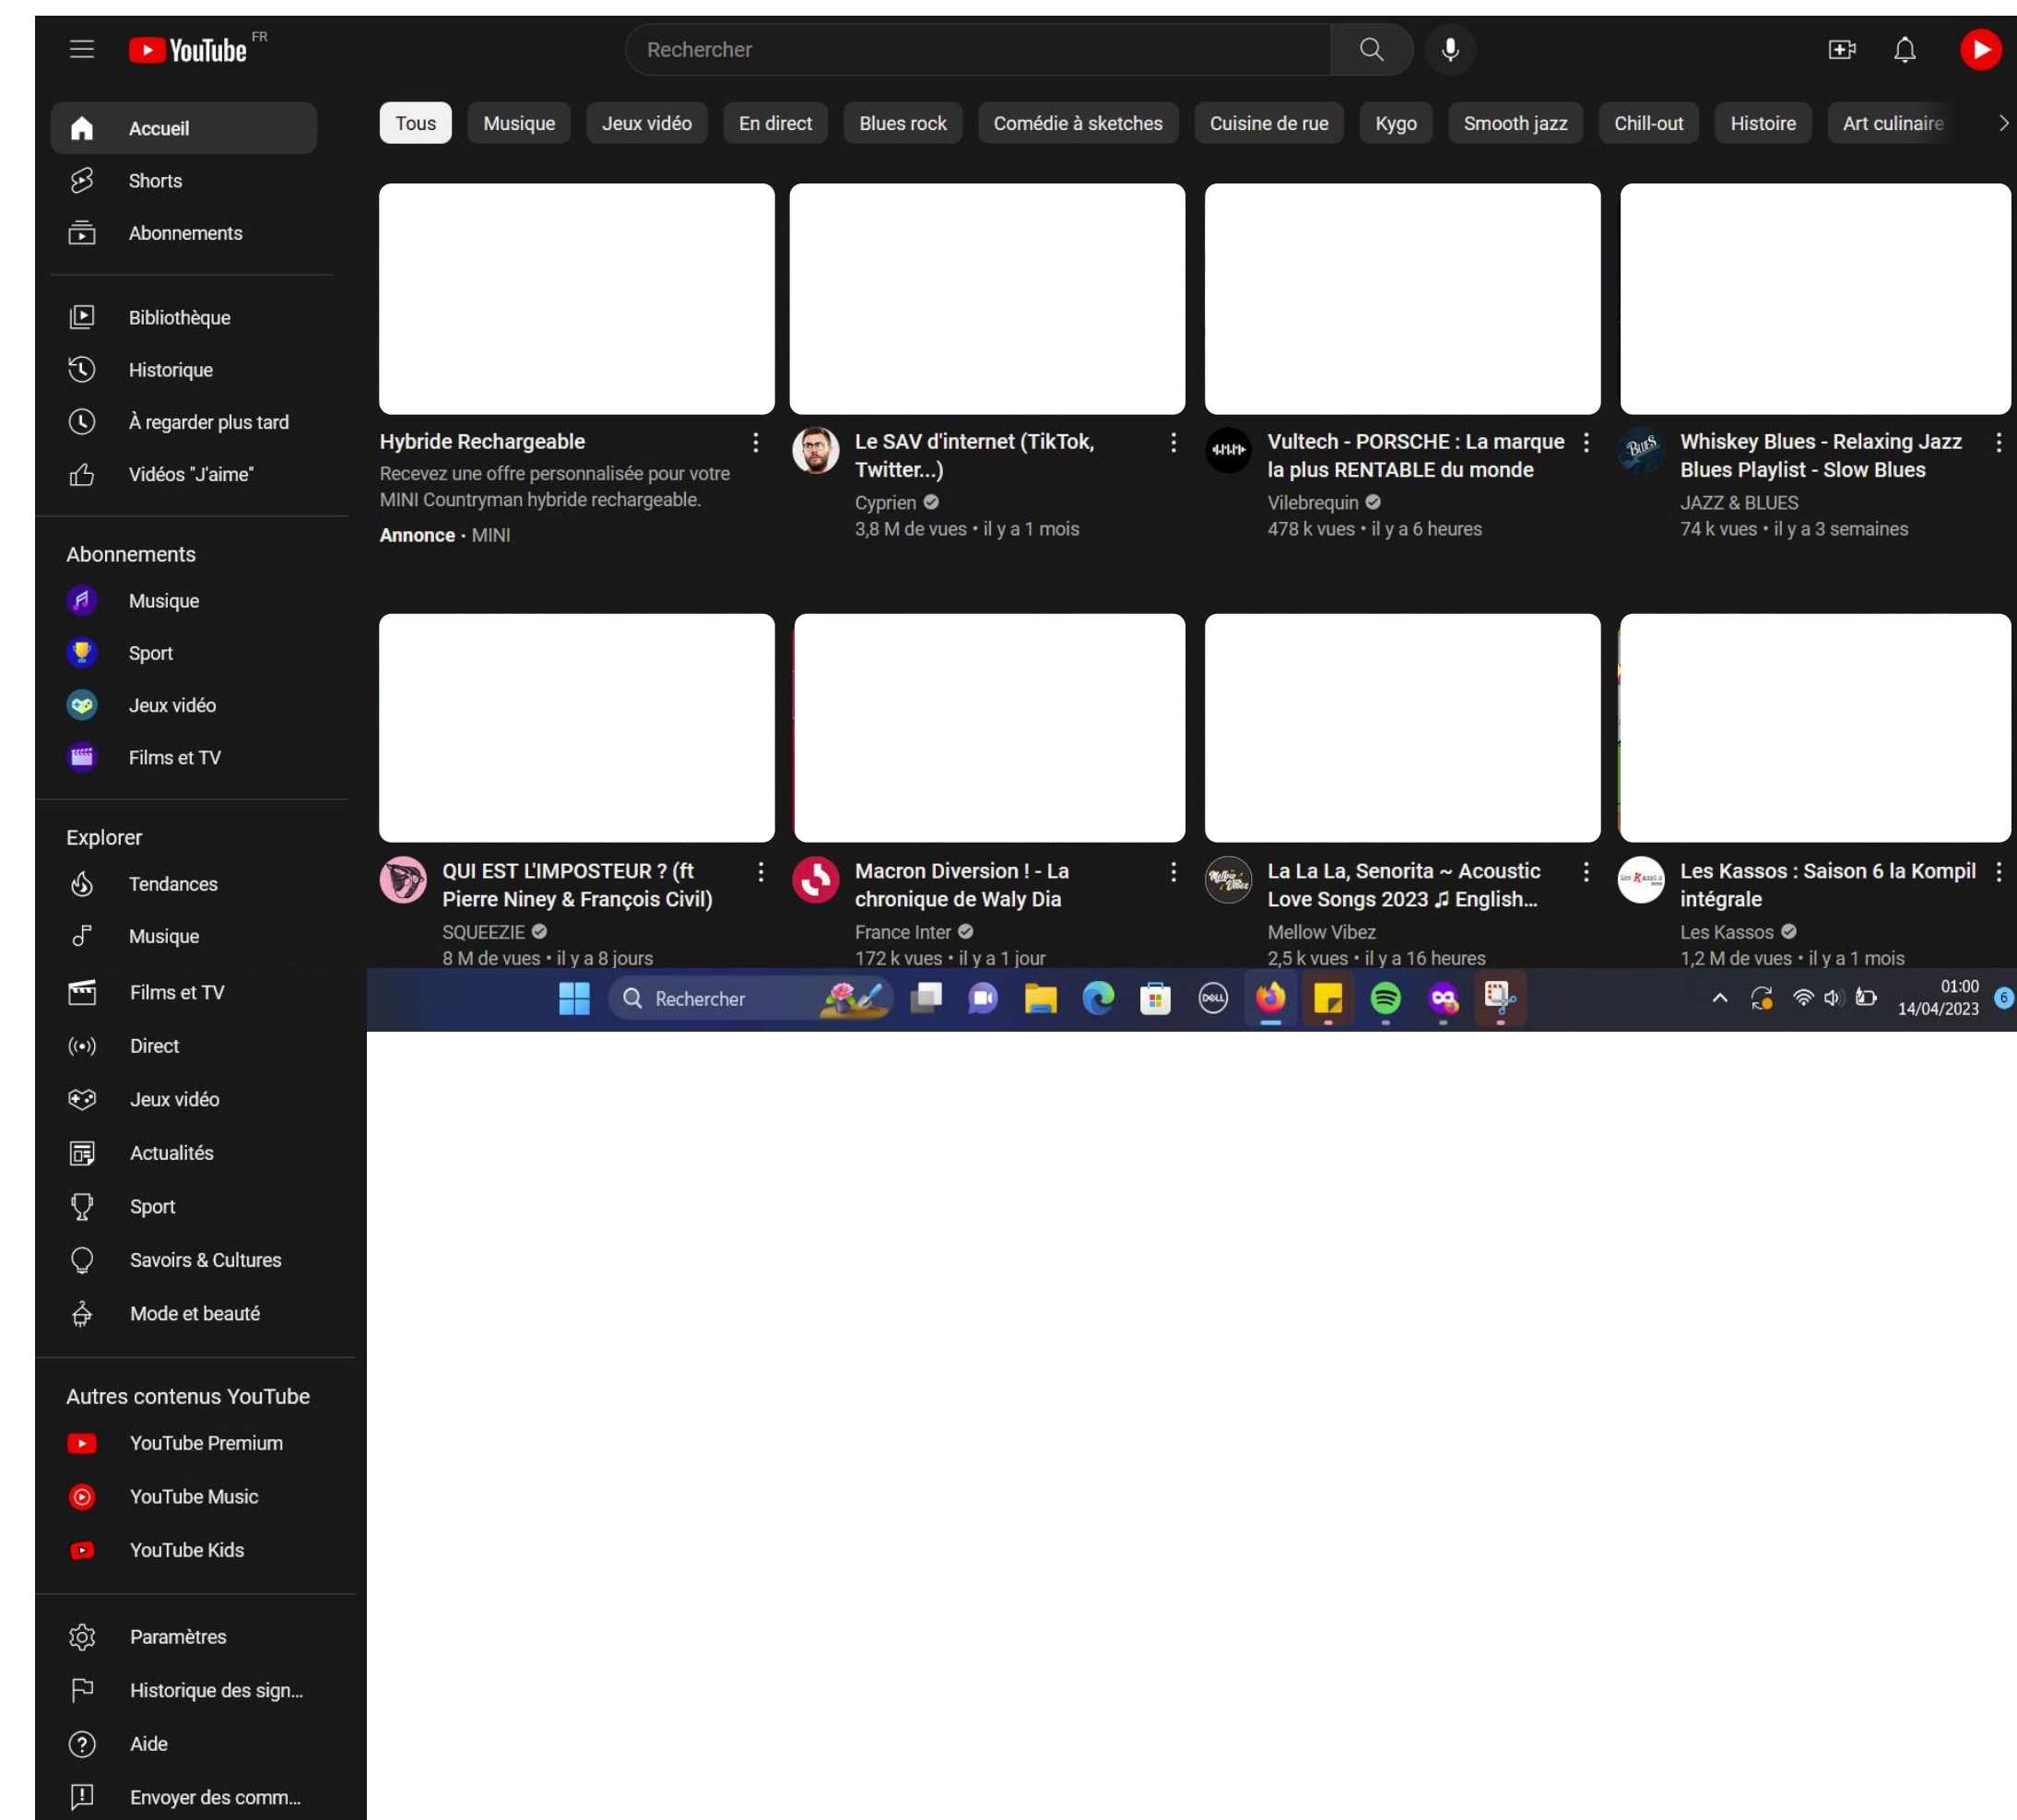 YouTube FR
Rechercher
Accueil
Shorts
Abonnements
Bibliothèque
Historique
À regarder plus tard
Vidéos "J'aime"
Abonnements
Musique
Sport
Jeux vidéo
Films et TV
Explorer
Tendances
Musique
Films et TV
Direct
Jeux vidéo
Actualités
Sport
Savoirs & Cultures
Mode et beauté
Autres contenus YouTube
YouTube Premium
YouTube Music
YouTube Kids
Paramètres
Historique des sign...
Aide
Envoyer des comm...
Tous Musique Jeux vidéo En direct Blues rock Comédie à sketches Cuisine de rue Kygo Smooth jazz Chill-out Histoire Art culinaire
Hybride Rechargeable
Recevez une offre personnalisée pour votre
MINI Countryman hybride rechargeable.
Annonce • MINI
Le SAV d'internet (TikTok,
Twitter...)
Cyprien
3,8 M de vues • il y a 1 mois
Vultech - PORSCHE : La marque
la plus RENTABLE du monde
Vilebrequin
478 k vues • il y a 6 heures
BLUES
Whiskey Blues - Relaxing Jazz
Blues Playlist - Slow Blues
JAZZ & BLUES
74 k vues • il y a 3 semaines
QUI EST L'IMPOSTEUR ? (ft
Pierre Niney & François Civil)
SQUEEZIE
8 M de vues • il y a 8 jours
Macron Diversion ! - La
chronique de Waly Dia
France Inter
172 k vues • il y a 1 jour
Mellow
Vibez
La La La, Senorita ~ Acoustic
Love Songs 2023 ♫ English...
Mellow Vibez
2,5 k vues • il y a 16 heures
Les Kassos
Les Kassos : Saison 6 la Kompil
intégrale
Les Kassos
1,2 M de vues • il y a 1 mois
Rechercher
DELL
01:00
14/04/2023
6